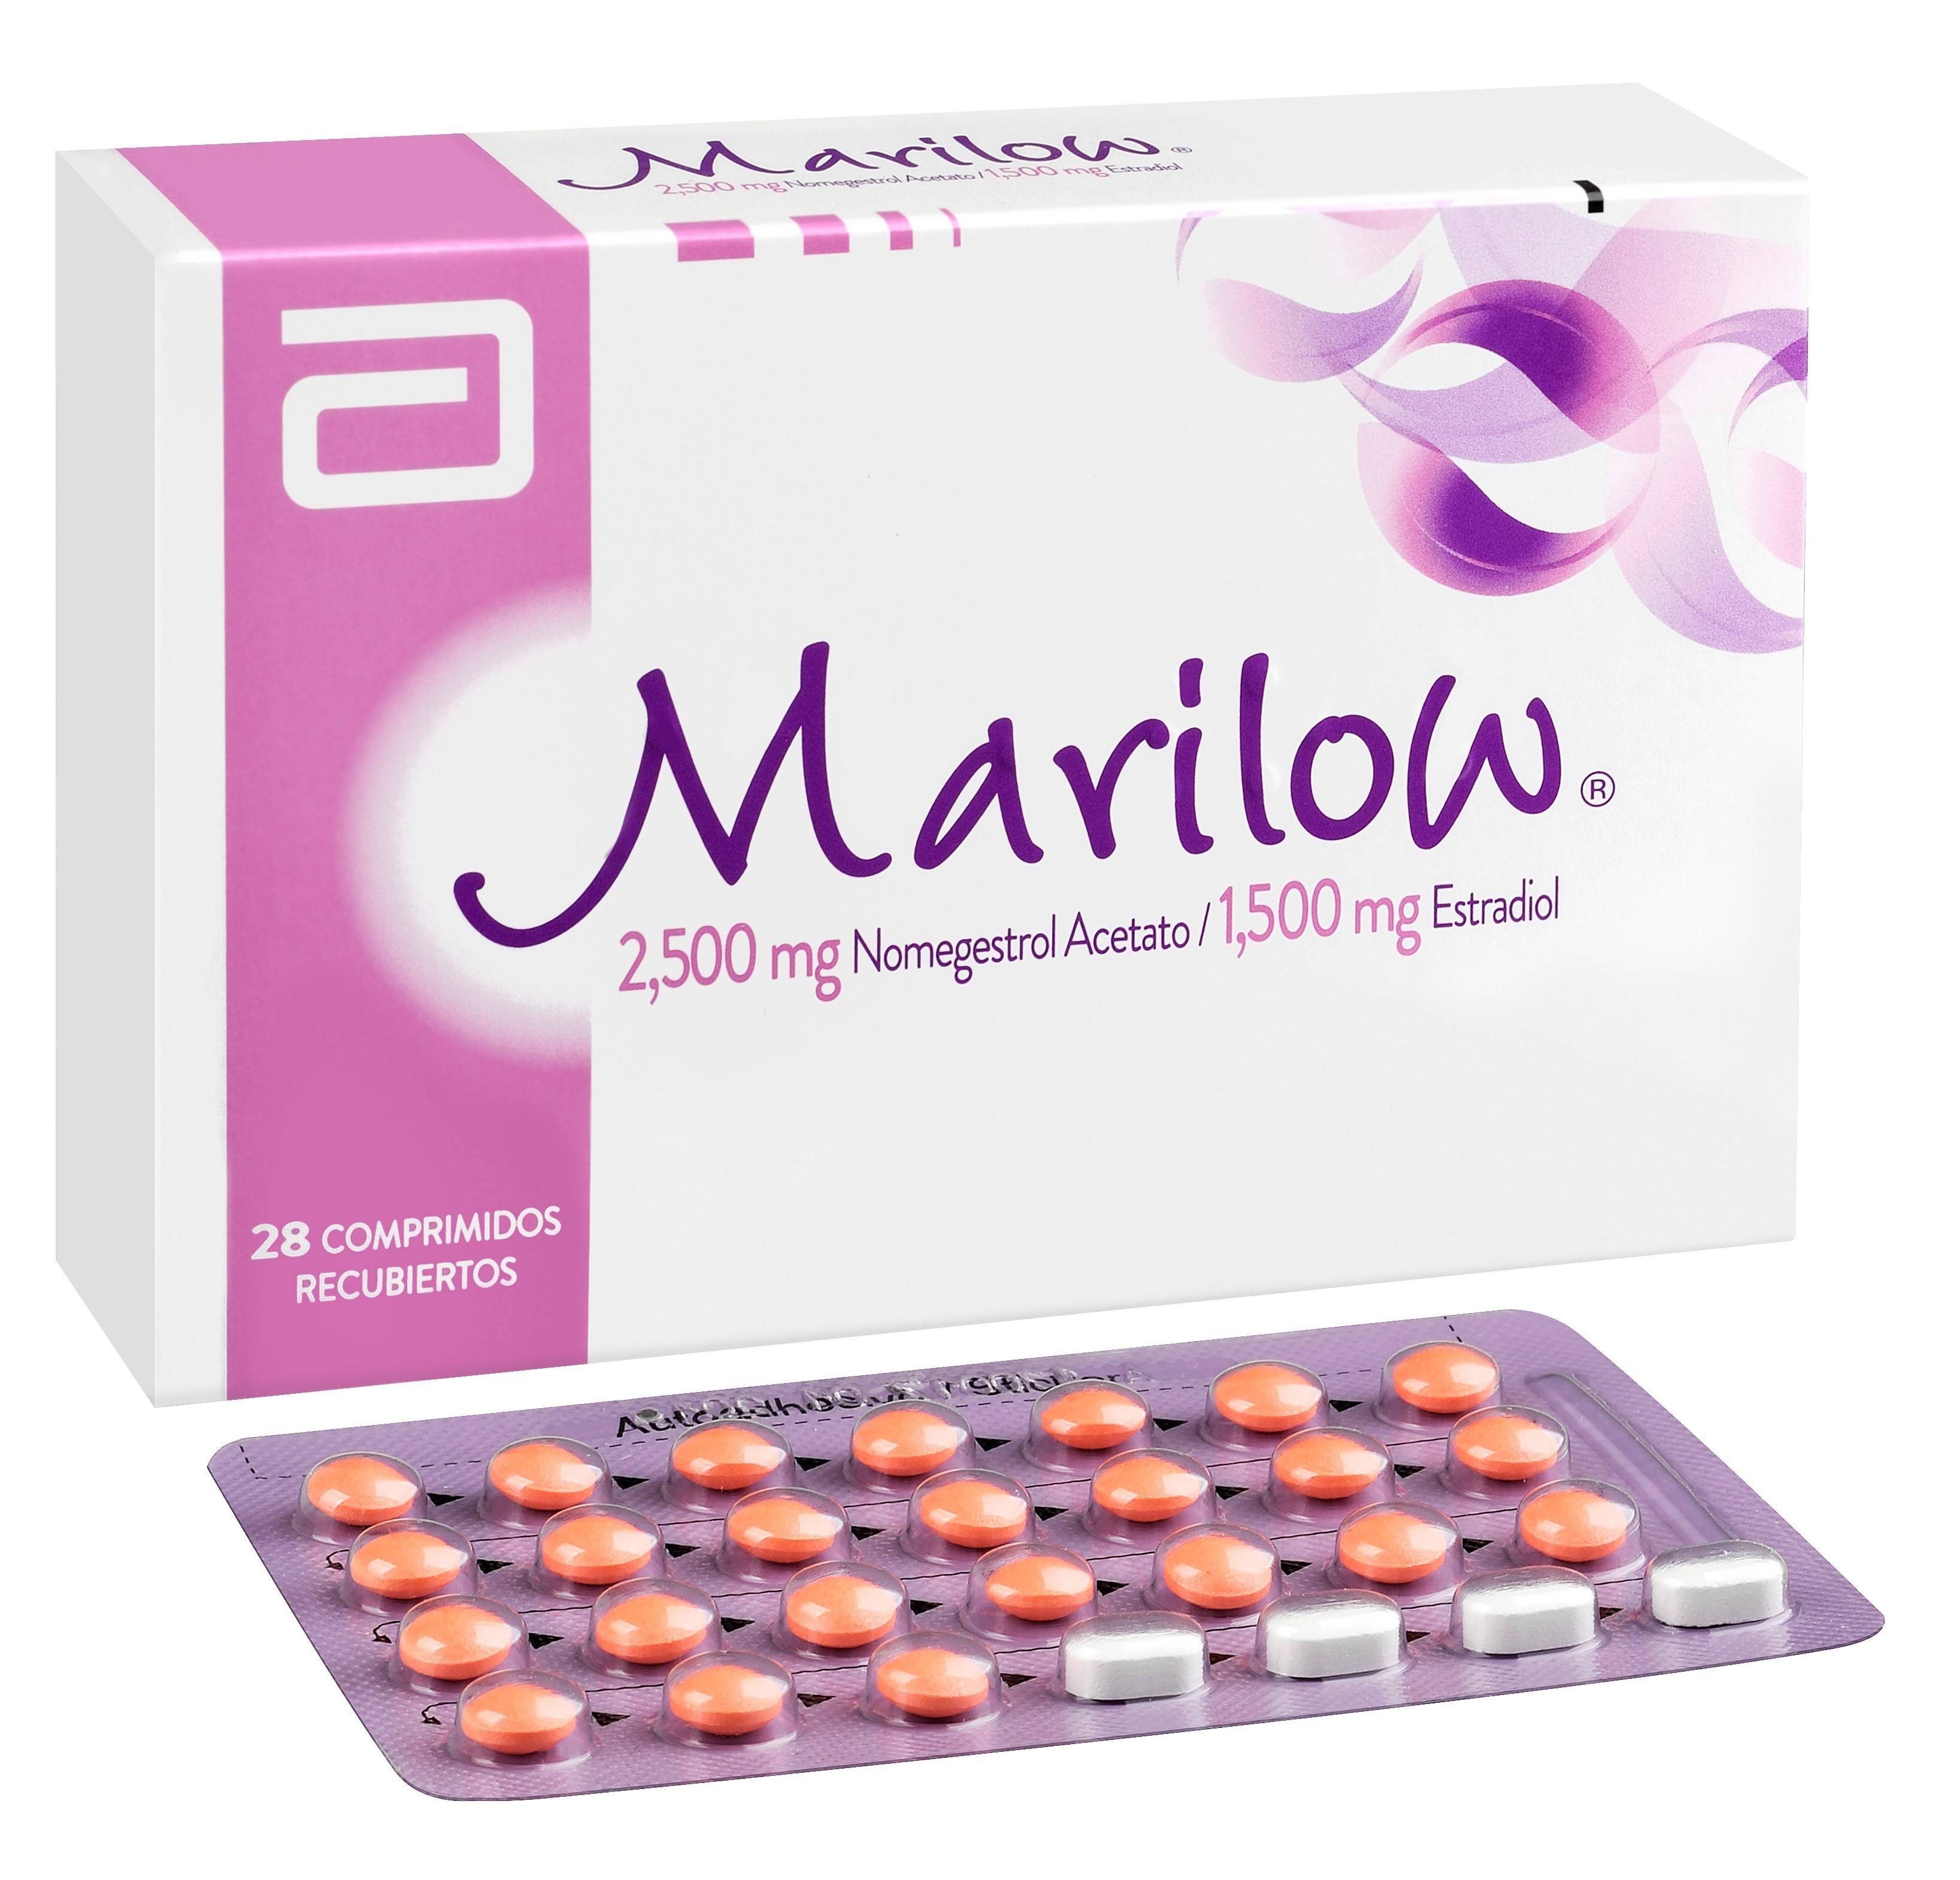 Marilow®
2,500 mg Nomegestrol Acetato / 1,500 mg Estradiol
Marilow®
2,500 mg Nomegestrol Acetato / 1,500 mg Estradiol
28 COMPRIMIDOS
RECUBIERTOS